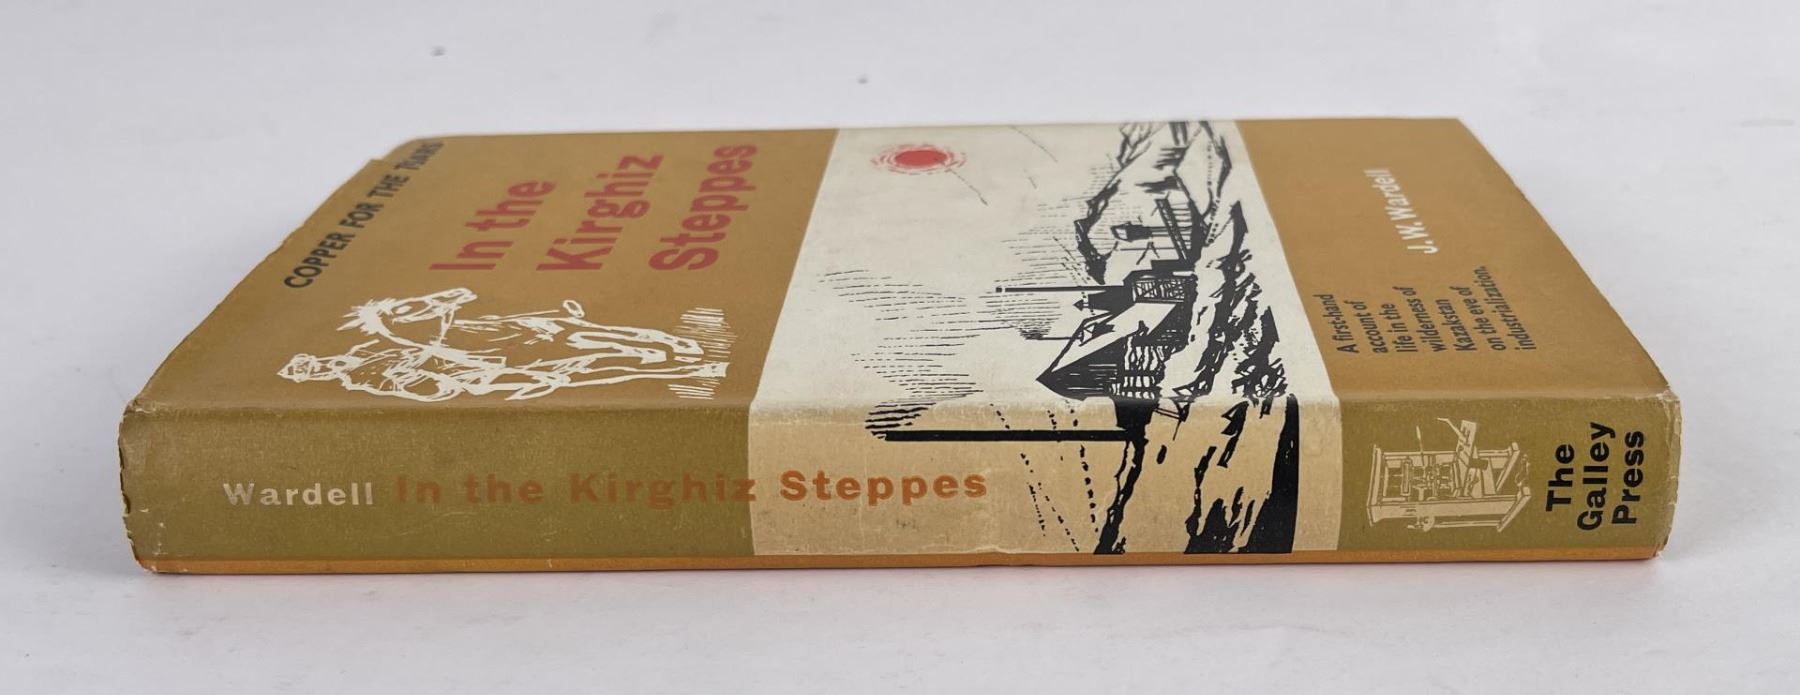 COPPER FOR THE TSARS
In the
Kirghiz
Steppes
J. W. Wardell
A first-hand
account of
life in the
wilderness of
Kazakstan
on the eve of
industrialization.
Wardell In the Kirghiz Steppes
The
Galley
Press